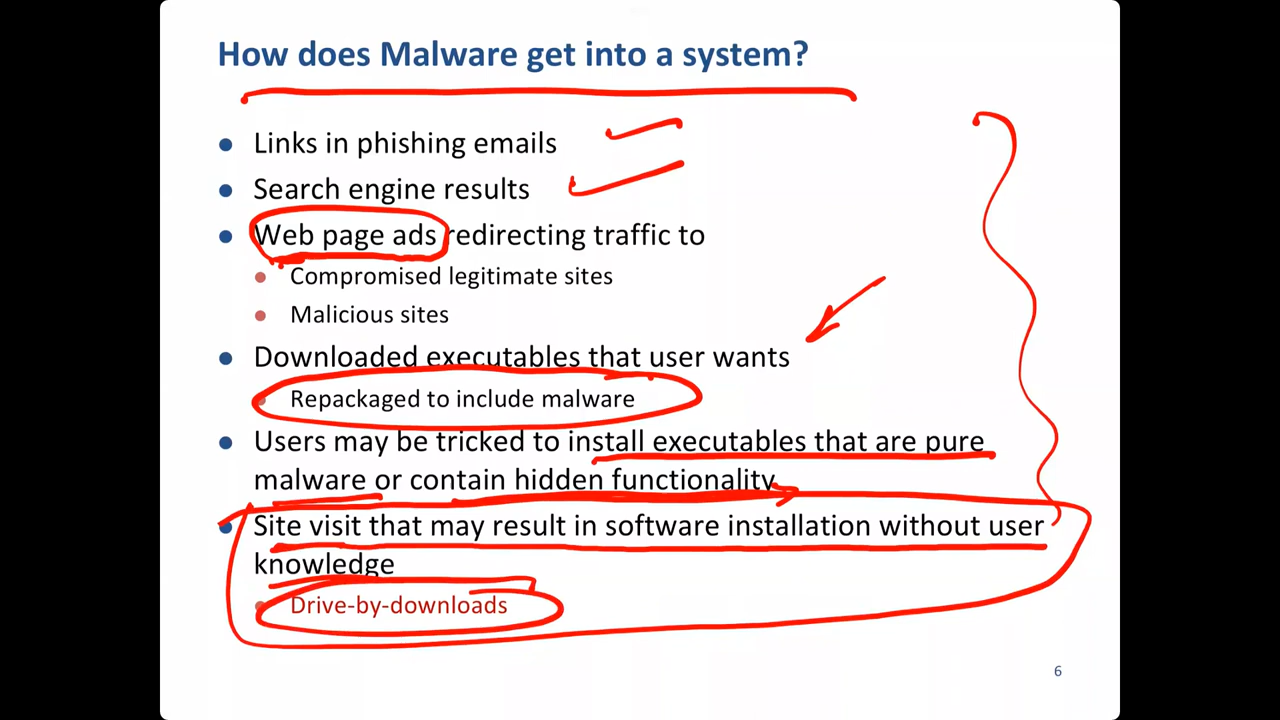 How does Malware get into a system?
Links in phishing emails
Search engine results
Web page ads redirecting traffic to
Compromised legitimate sites
Malicious sites
Downloaded executables that user wants
Repackaged to include malware
Users may be tricked to install executables that are pure
malware or contain hidden functionality
Site visit that may result in software installation without user
knowledge
Drive-by-downloads
6